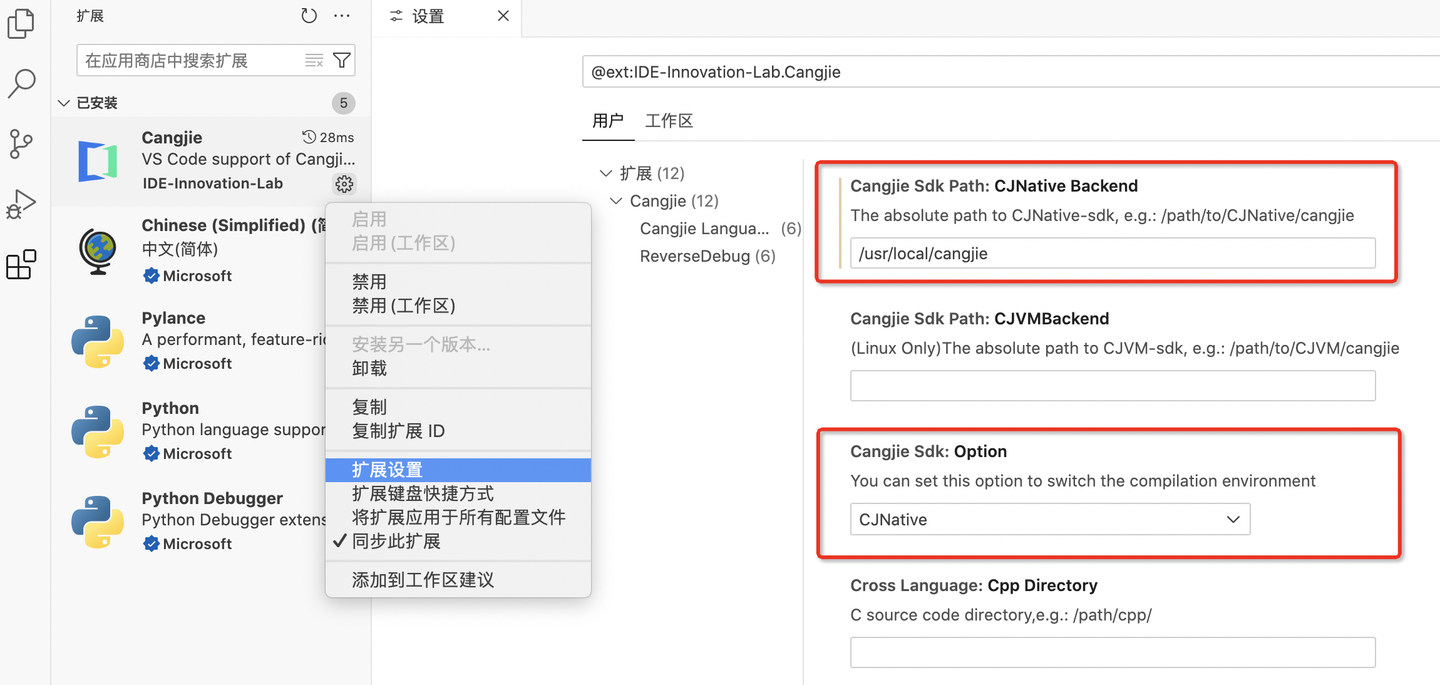 扩展
设置
在应用商店中搜索扩展
已安装
5
Cangjie
28ms
VS Code support of Cangji...
IDE-Innovation-Lab
Chinese (Simplified) (
中文(简体)
Microsoft
Pylance
A performant, feature-ri
Microsoft
Python
Python language suppor
Microsoft
Python Debugger
Python Debugger extens
Microsoft
启用
启用 (工作区)
禁用
禁用 (工作区)
安装另一个版本...
卸载
复制
复制扩展 ID
扩展设置
扩展键盘快捷方式
将扩展应用于所有配置文件
同步此扩展
添加到工作区建议
@ext:IDE-Innovation-Lab.Cangjie
用户
工作区
扩展 (12)
Cangjie (12)
Cangjie Langua... (6)
ReverseDebug (6)
Cangjie Sdk Path: CJNative Backend
The absolute path to CJNative-sdk, e.g.: /path/to/CJNative/cangjie
/usr/local/cangjie
Cangjie Sdk Path: CJVMBackend
(Linux Only)The absolute path to CJVM-sdk, e.g.: /path/to/CJVM/cangjie
Cangjie Sdk: Option
You can set this option to switch the compilation environment
CJNative
Cross Language: Cpp Directory
C source code directory,e.g.: /path/cpp/